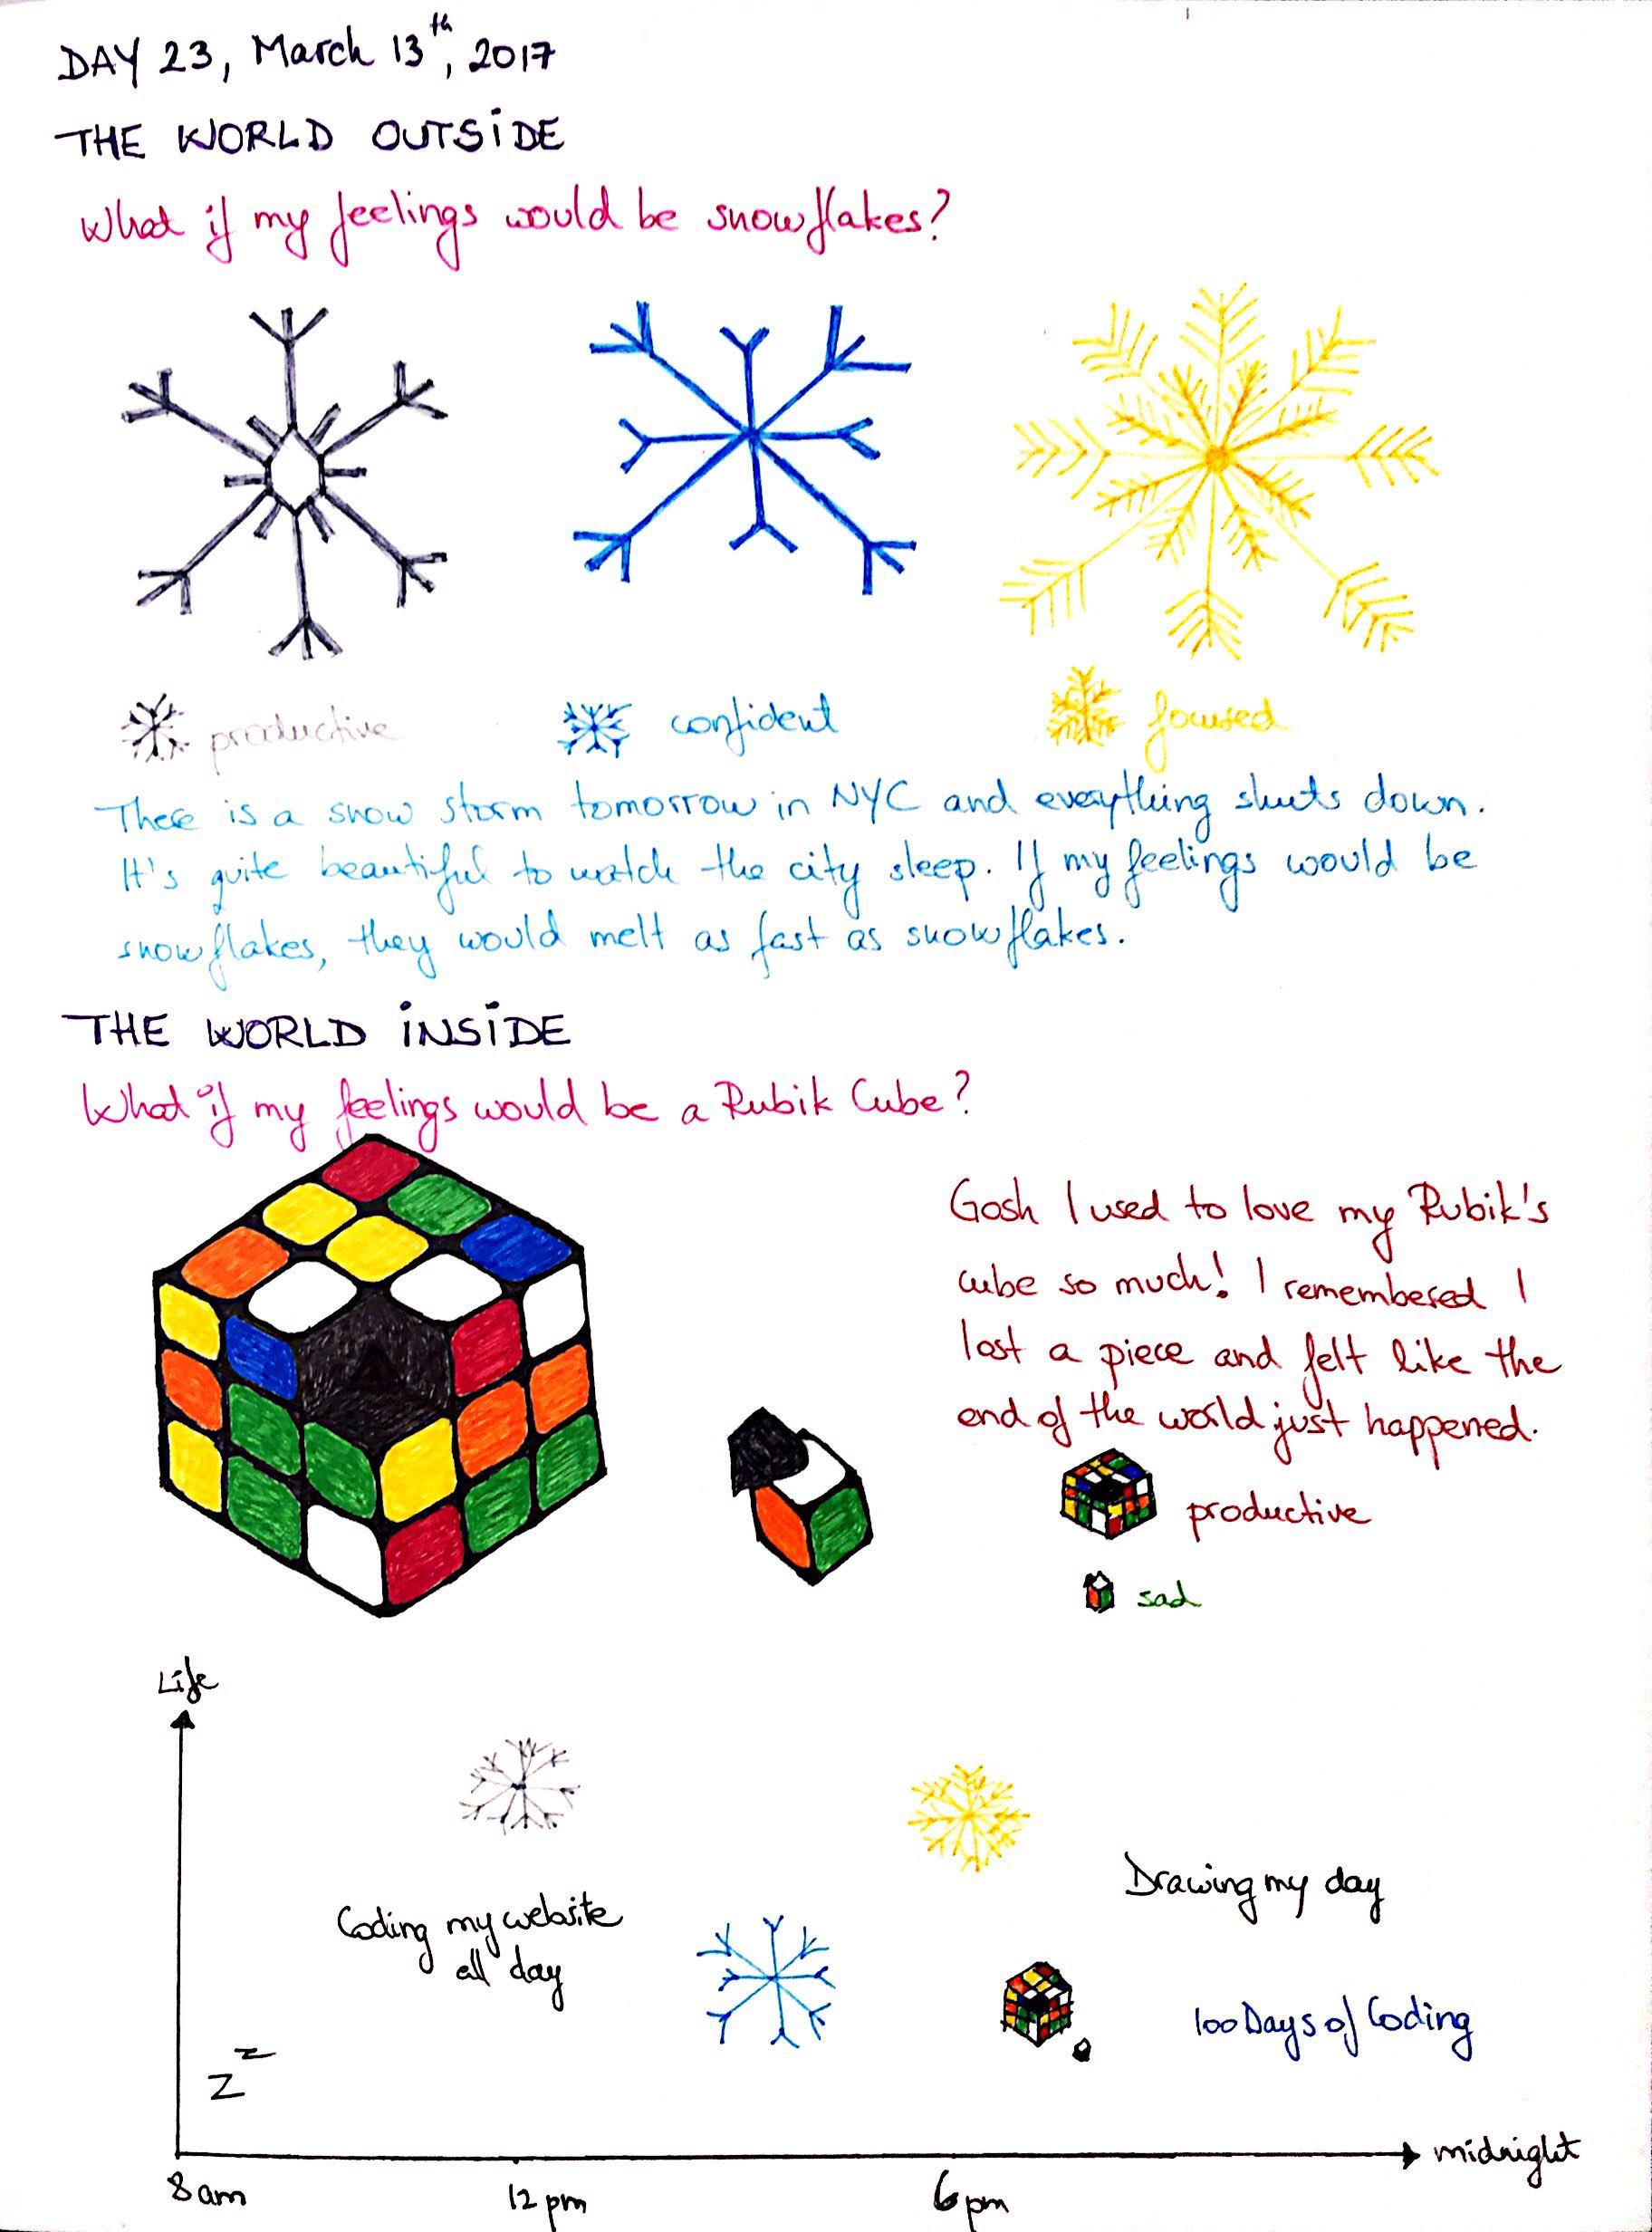 DAY 23, March 13th, 2017
THE WORLD OUTSiDE
What if my feelings would be snowflakes?
productive
confident
focused
There is a snow storm tomorrow in NYC and everything shuts down.
It's quite beautiful to watch the city sleep. If my feelings would be
snowflakes, they would melt as fast as snowflakes.
THE WORLD iNSiDE
What if my feelings would be a Rubik Cube?
Gosh I used to love my Rubik's
cube so much! I remembered I
lost a piece and felt like the
end of the world just happened.
productive
sad
Life
Coding my website
all day
Drawing my day
100 Days of Coding
z z
midnight
8am
12 pm
6 pm